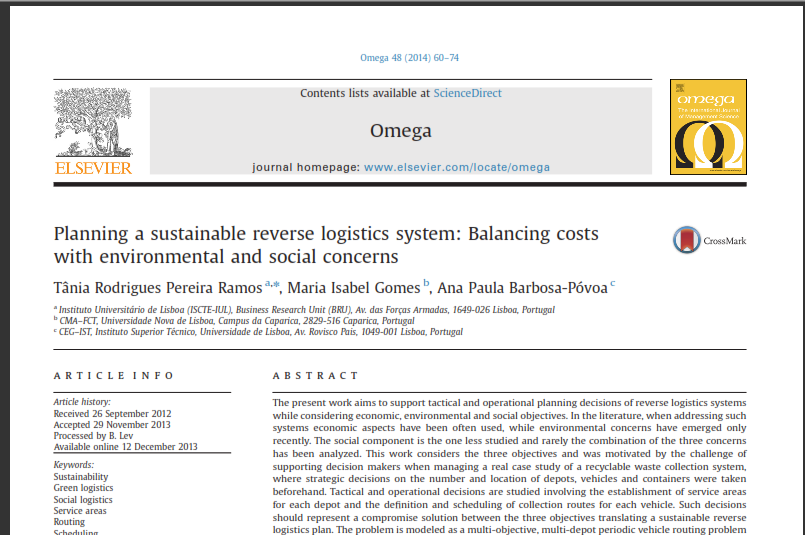 Omega 48 (2014) 60–74
Contents lists available at ScienceDirect
Omega
journal homepage: www.elsevier.com/locate/omega
ELSEVIER
omega
The International Journal
of Management Science
Planning a sustainable reverse logistics system: Balancing costs
with environmental and social concerns
CrossMark
Tânia Rodrigues Pereira Ramos a,*, Maria Isabel Gomes b, Ana Paula Barbosa-Póvoa c
a Instituto Universitário de Lisboa (ISCTE-IUL), Business Research Unit (BRU), Av. das Forças Armadas, 1649-026 Lisboa, Portugal
b CMA–FCT, Universidade Nova de Lisboa, Campus da Caparica, 2829-516 Caparica, Portugal
c CEG–IST, Instituto Superior Técnico, Universidade de Lisboa, Av. Rovisco Pais, 1049-001 Lisboa, Portugal
ARTICLE INFO
Article history:
Received 26 September 2012
Accepted 29 November 2013
Processed by B. Lev
Available online 12 December 2013
Keywords:
Sustainability
Green logistics
Social logistics
Service areas
Routing
Scheduling
ABSTRACT
The present work aims to support tactical and operational planning decisions of reverse logistics systems
while considering economic, environmental and social objectives. In the literature, when addressing such
systems economic aspects have been often used, while environmental concerns have emerged only
recently. The social component is the one less studied and rarely the combination of the three concerns
has been analyzed. This work considers the three objectives and was motivated by the challenge of
supporting decision makers when managing a real case study of a recyclable waste collection system,
where strategic decisions on the number and location of depots, vehicles and containers were taken
beforehand. Tactical and operational decisions are studied involving the establishment of service areas
for each depot and the definition and scheduling of collection routes for each vehicle. Such decisions
should represent a compromise solution between the three objectives translating a sustainable reverse
logistics plan. The problem is modeled as a multi-objective, multi-depot periodic vehicle routing problem